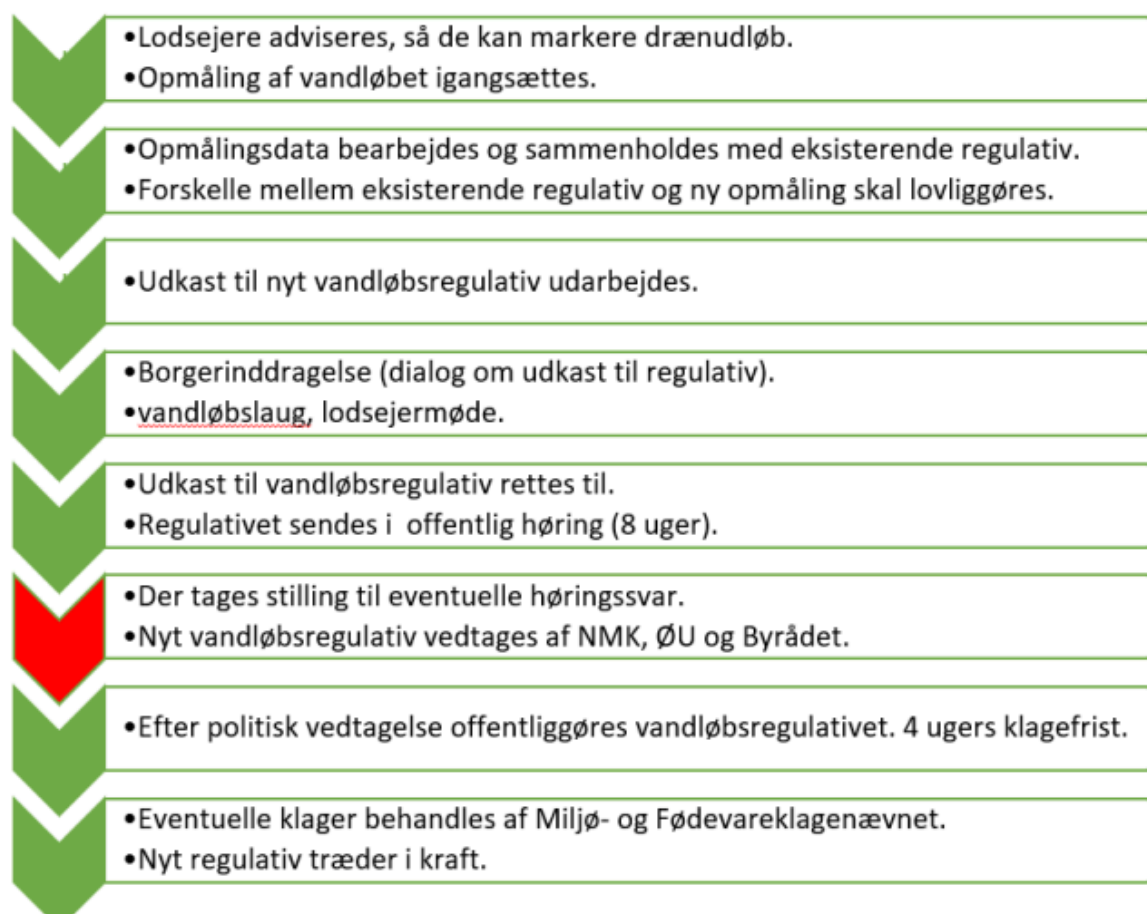 •Lodsejere adviseres, så de kan markere drænudløb.
•Opmåling af vandløbet igangsættes.
•Opmålingsdata bearbejdes og sammenholdes med eksisterende regulativ.
•Forskelle mellem eksisterende regulativ og ny opmåling skal lovliggøres.
•Udkast til nyt vandløbsregulativ udarbejdes.
•Borgerinddragelse (dialog om udkast til regulativ).
•vandløbslaug, lodsejermøde.
•Udkast til vandløbsregulativ rettes til.
•Regulativet sendes i  offentlig høring (8 uger).
•Der tages stilling til eventuelle høringssvar.
•Nyt vandløbsregulativ vedtages af NMK, ØU og Byrådet.
•Efter politisk vedtagelse offentliggøres vandløbsregulativet. 4 ugers klagefrist.
•Eventuelle klager behandles af Miljø- og Fødevareklagenævnet.
•Nyt regulativ træder i kraft.